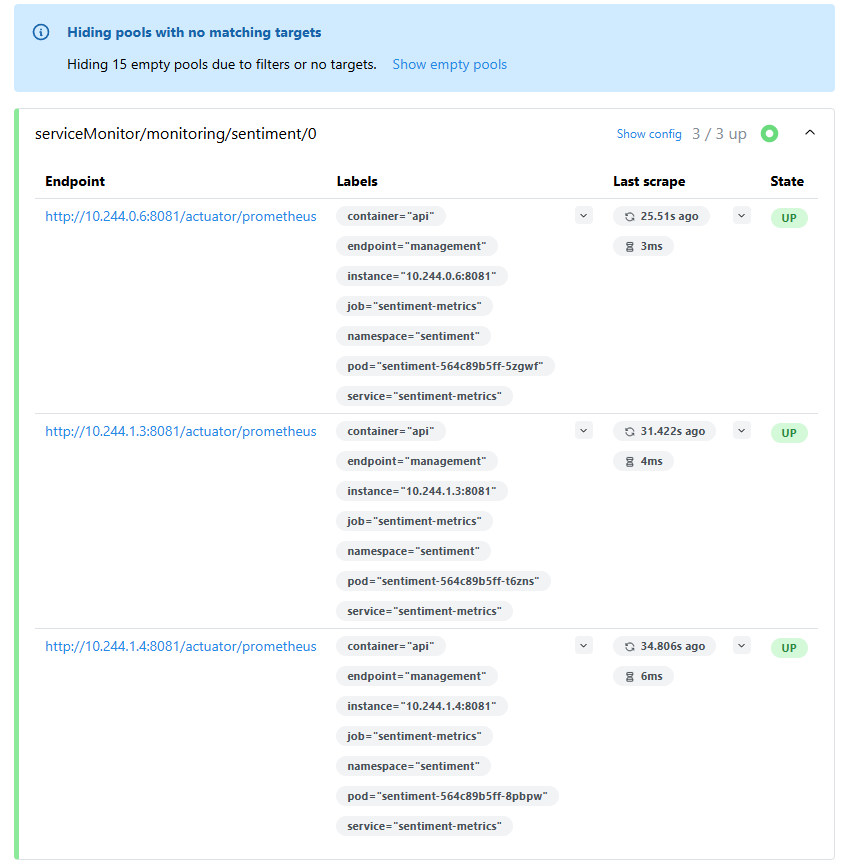 Hiding pools with no matching targets
Hiding 15 empty pools due to filters or no targets. Show empty pools
serviceMonitor/monitoring/sentiment/0 Show config 3 / 3 up
Endpoint Labels Last scrape State
http://10.244.0.6:8081/actuator/prometheus container="api" 25.51s ago UP
endpoint="management" 3ms
instance="10.244.0.6:8081"
job="sentiment-metrics"
namespace="sentiment"
pod="sentiment-564c89b5ff-5zgwf"
service="sentiment-metrics"
http://10.244.1.3:8081/actuator/prometheus container="api" 31.422s ago UP
endpoint="management" 4ms
instance="10.244.1.3:8081"
job="sentiment-metrics"
namespace="sentiment"
pod="sentiment-564c89b5ff-t6zns"
service="sentiment-metrics"
http://10.244.1.4:8081/actuator/prometheus container="api" 34.806s ago UP
endpoint="management" 6ms
instance="10.244.1.4:8081"
job="sentiment-metrics"
namespace="sentiment"
pod="sentiment-564c89b5ff-8pbpw"
service="sentiment-metrics"